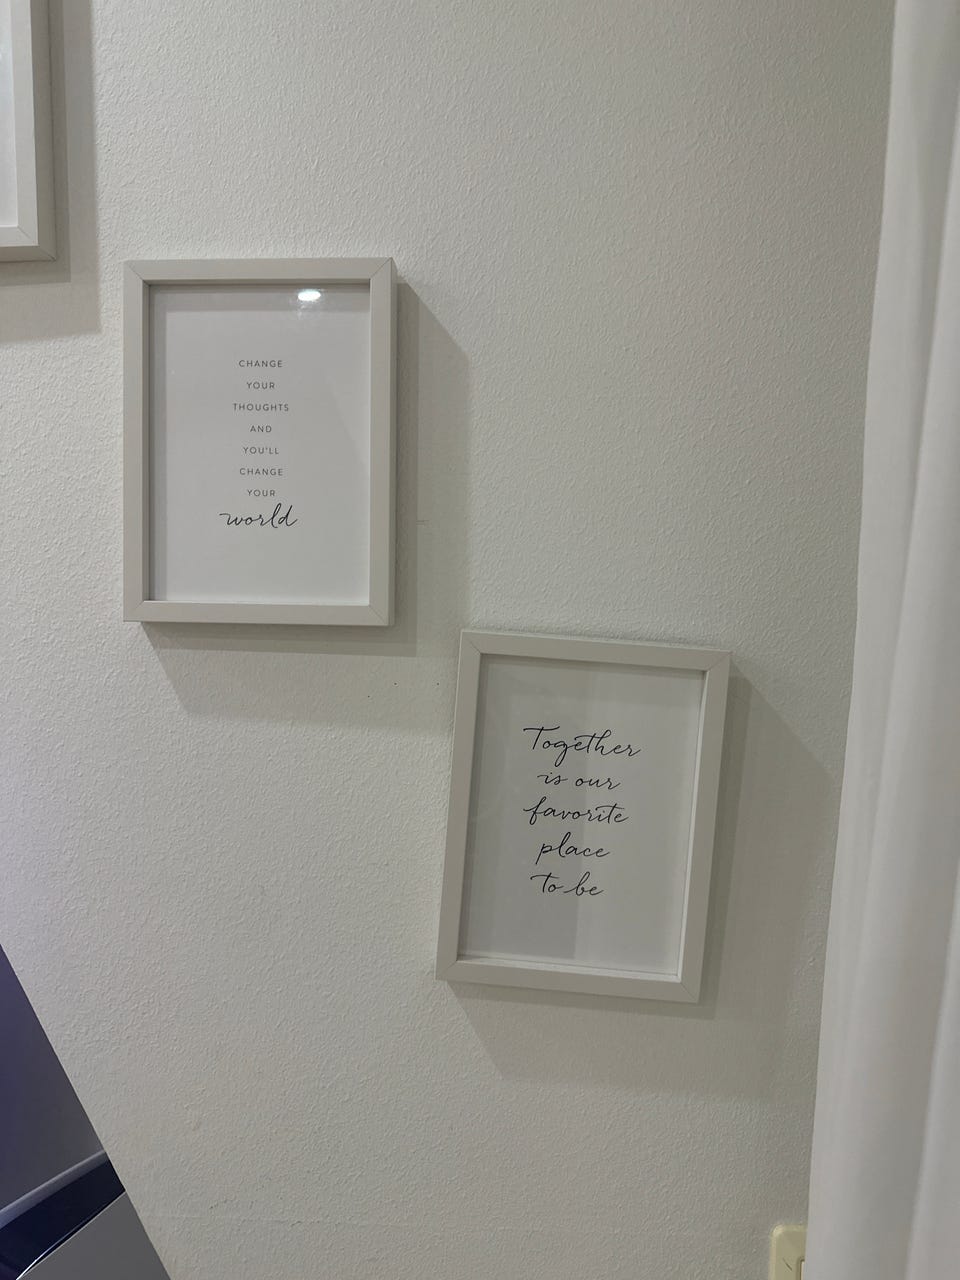 CHANGE
YOUR
THOUGHTS
AND
YOU'LL
CHANGE
YOUR
world
Together
is our
favorite
place
to be